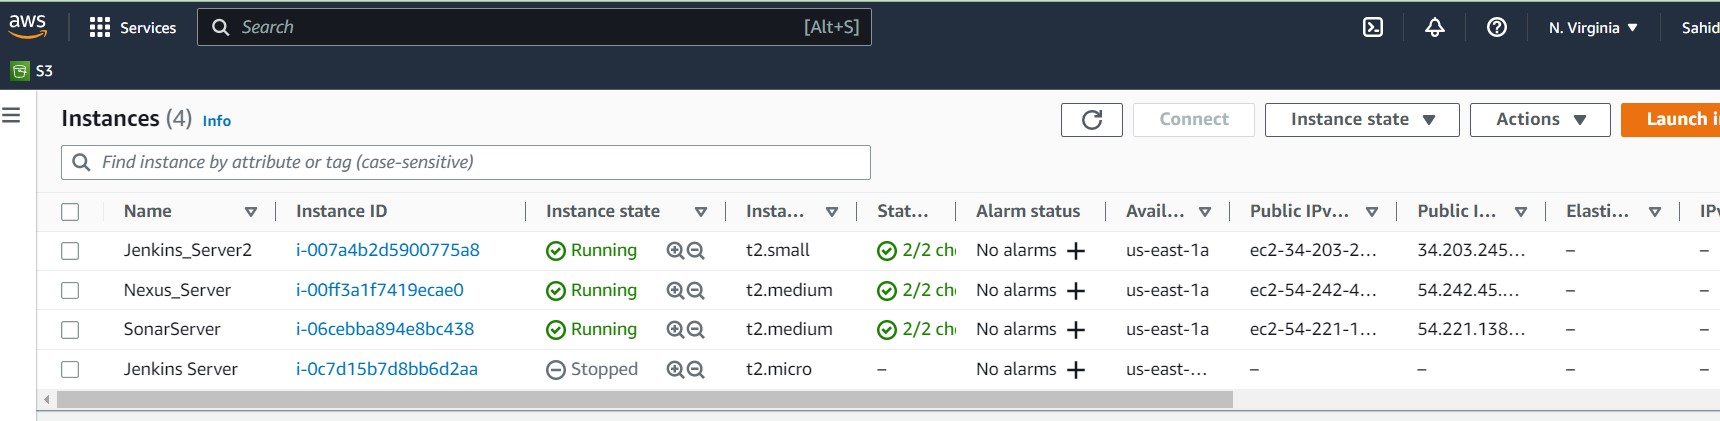 aws Services Search [Alt+S] N. Virginia Sahid
S3
Instances (4) Info Connect Instance state Actions Launch i
Find instance by attribute or tag (case-sensitive)
Name Instance ID Instance state Insta... Stat... Alarm status Avail... Public IPv... Public I... Elasti... IPv
Jenkins_Server2 i-007a4b2d5900775a8 Running t2.small 2/2 che No alarms + us-east-1a ec2-34-203-2... 34.203.245... – –
Nexus_Server i-00ff3a1f7419ecae0 Running t2.medium 2/2 che No alarms + us-east-1a ec2-54-242-4... 54.242.45.... – –
SonarServer i-06cebba894e8bc438 Running t2.medium 2/2 che No alarms + us-east-1a ec2-54-221-1... 54.221.138... – –
Jenkins Server i-0c7d15b7d8bb6d2aa Stopped t2.micro – No alarms + us-east-... – – – –